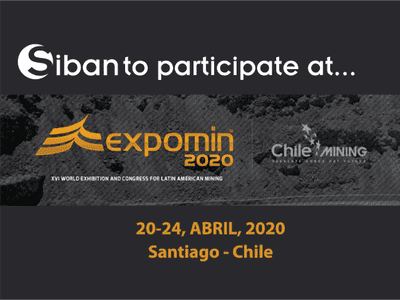 Siban to participate at...
expomin
2020
XVI WORLD EXHIBITION AND CONGRESS FOR LATIN AMERICAN MINING
Chile MINING
20-24, ABRIL, 2020
Santiago - Chile